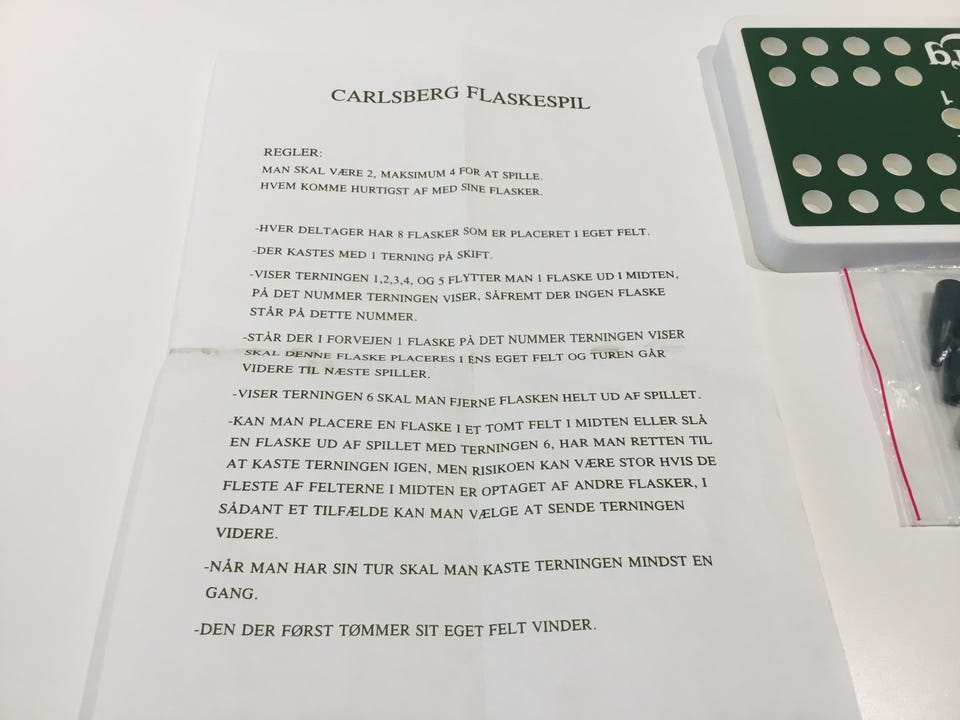 CARLSBERG FLASKESPIL
REGLER:
MAN SKAL VÆRE 2, MAKSIMUM 4 FOR AT SPILLE.
HVEM KOMME HURTIGST AF MED SINE FLASKER.
-HVER DELTAGER HAR 8 FLASKER SOM ER PLACERET I EGET FELT.
-DER KASTES MED 1 TERNING PÅ SKIFT.
-VISER TERNINGEN 1,2,3,4, OG 5 FLYTTER MAN 1 FLASKE UD I MIDTEN,
PÅ DET NUMMER TERNINGEN VISER, SÅFREMT DER INGEN FLASKE
STÅR PÅ DETTE NUMMER.
-STÅR DER I FORVEJEN 1 FLASKE PÅ DET NUMMER TERNINGEN VISER
SKAL DENNE FLASKE PLACERES I ENS EGET FELT OG TUREN GÅR
VIDERE TIL NÆSTE SPILLER.
-VISER TERNINGEN 6 SKAL MAN FJERNE FLASKEN HELT UD AF SPILLET.
-KAN MAN PLACERE EN FLASKE I ET TOMT FELT I MIDTEN ELLER SLÅ
EN FLASKE UD AF SPILLET MED TERNINGEN 6, HAR MAN RETTEN TIL
AT KASTE TERNINGEN IGEN, MEN RISIKOEN KAN VÆRE STOR HVIS DE
FLESTE AF FELTERNE I MIDTEN ER OPTAGET AF ANDRE FLASKER, I
SÅDANT ET TILFÆLDE KAN MAN VÆLGE AT SENDE TERNINGEN
VIDERE.
-NÅR MAN HAR SIN TUR SKAL MAN KASTE TERNINGEN MINDST EN
GANG.
-DEN DER FØRST TØMMER SIT EGET FELT VINDER.
rg
1